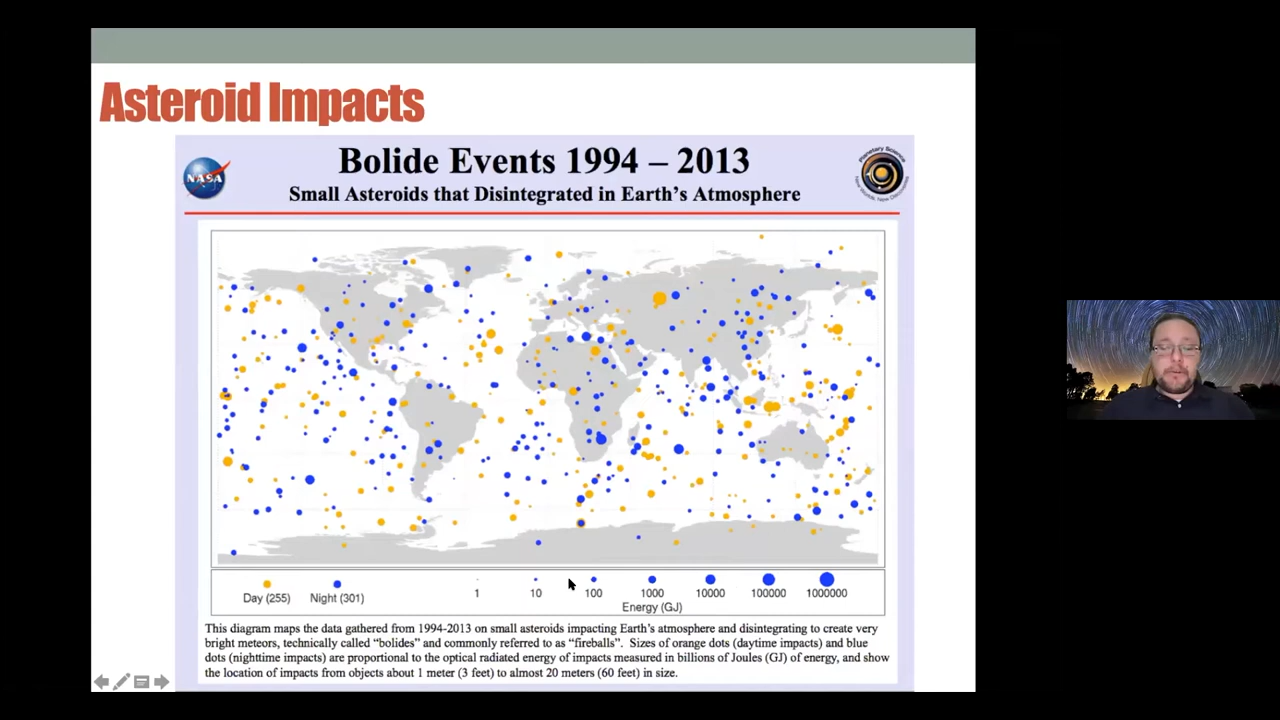 Asteroid Impacts
NASA
Bolide Events 1994 – 2013
Small Asteroids that Disintegrated in Earth's Atmosphere
Planetary Science
Day (255)
Night (301)
1
10
100
1000
10000
100000
1000000
Energy (GJ)
This diagram maps the data gathered from 1994-2013 on small asteroids impacting Earth's atmosphere and disintegrating to create very
bright meteors, technically called "bolides" and commonly referred to as "fireballs".  Sizes of orange dots (daytime impacts) and blue
dots (nighttime impacts) are proportional to the optical radiated energy of impacts measured in billions of Joules (GJ) of energy, and show
the location of impacts from objects about 1 meter (3 feet) to almost 20 meters (60 feet) in size.